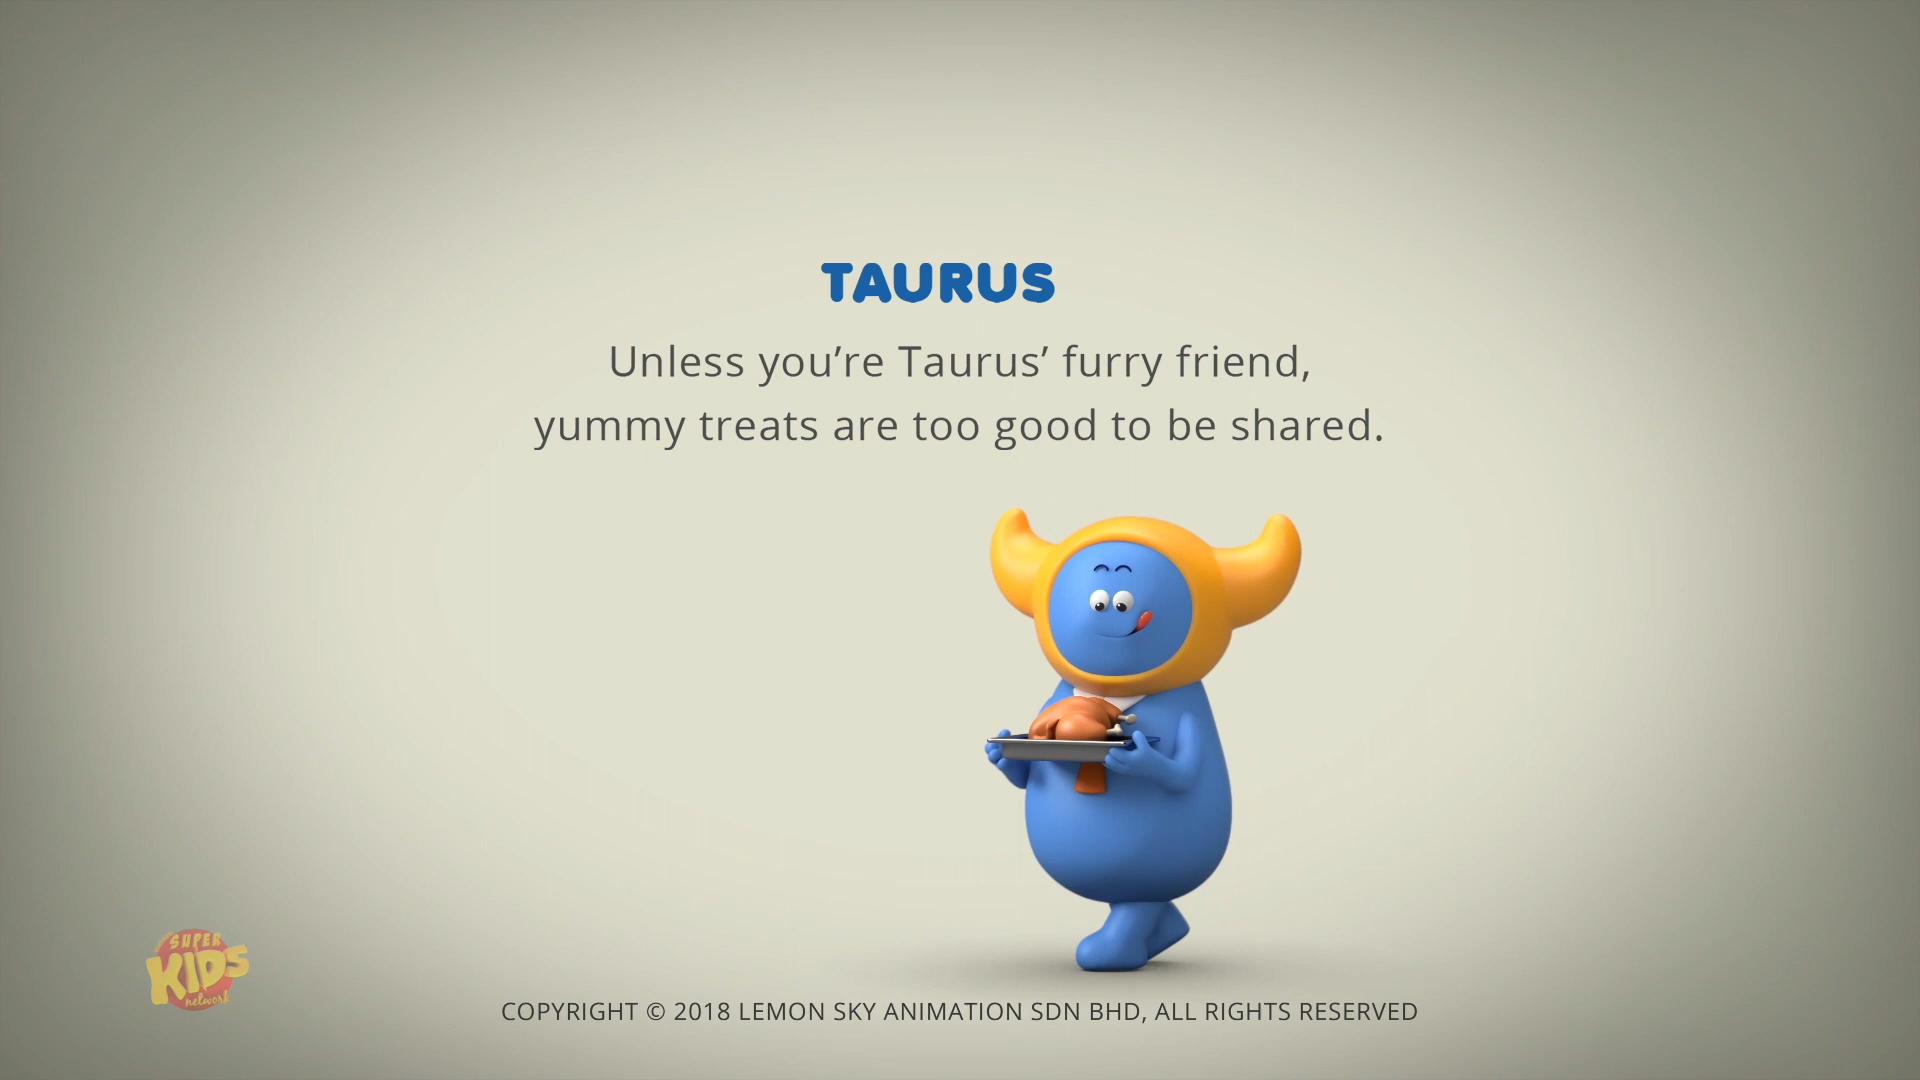 TAURUS
Unless you’re Taurus’ furry friend,
yummy treats are too good to be shared.
SUPER
KIDS
network
COPYRIGHT © 2018 LEMON SKY ANIMATION SDN BHD, ALL RIGHTS RESERVED